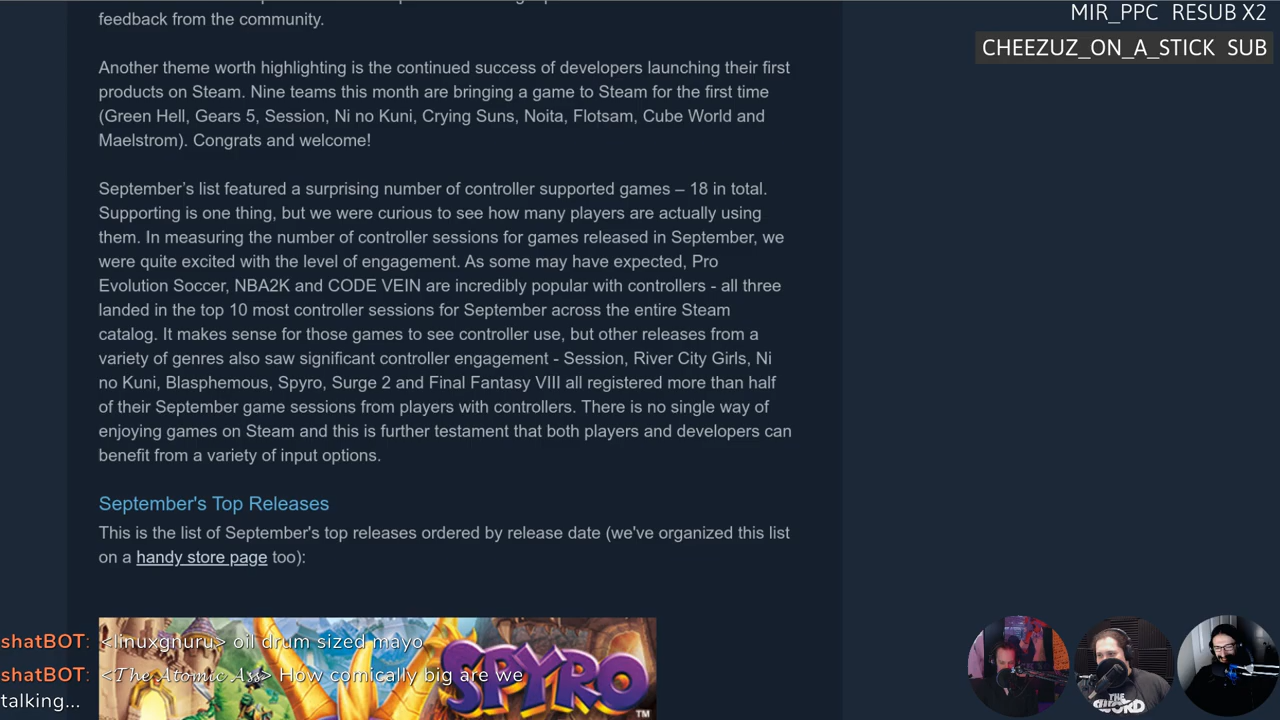 MIR_PPC RESUB X2
CHEEZUZ_ON_A_STICK SUB
feedback from the community.
Another theme worth highlighting is the continued success of developers launching their first
products on Steam. Nine teams this month are bringing a game to Steam for the first time
(Green Hell, Gears 5, Session, Ni no Kuni, Crying Suns, Noita, Flotsam, Cube World and
Maelstrom). Congrats and welcome!
September’s list featured a surprising number of controller supported games – 18 in total.
Supporting is one thing, but we were curious to see how many players are actually using
them. In measuring the number of controller sessions for games released in September, we
were quite excited with the level of engagement. As some may have expected, Pro
Evolution Soccer, NBA2K and CODE VEIN are incredibly popular with controllers - all three
landed in the top 10 most controller sessions for September across the entire Steam
catalog. It makes sense for those games to see controller use, but other releases from a
variety of genres also saw significant controller engagement - Session, River City Girls, Ni
no Kuni, Blasphemous, Spyro, Surge 2 and Final Fantasy VIII all registered more than half
of their September game sessions from players with controllers. There is no single way of
enjoying games on Steam and this is further testament that both players and developers can
benefit from a variety of input options.
September's Top Releases
This is the list of September's top releases ordered by release date (we've organized this list
on a handy store page too):
SPYRO
shatBOT: <linuxgnuru> oil drum sized mayo
shatBOT: <The Atomic Ass> How comically big are we
talking...
THE